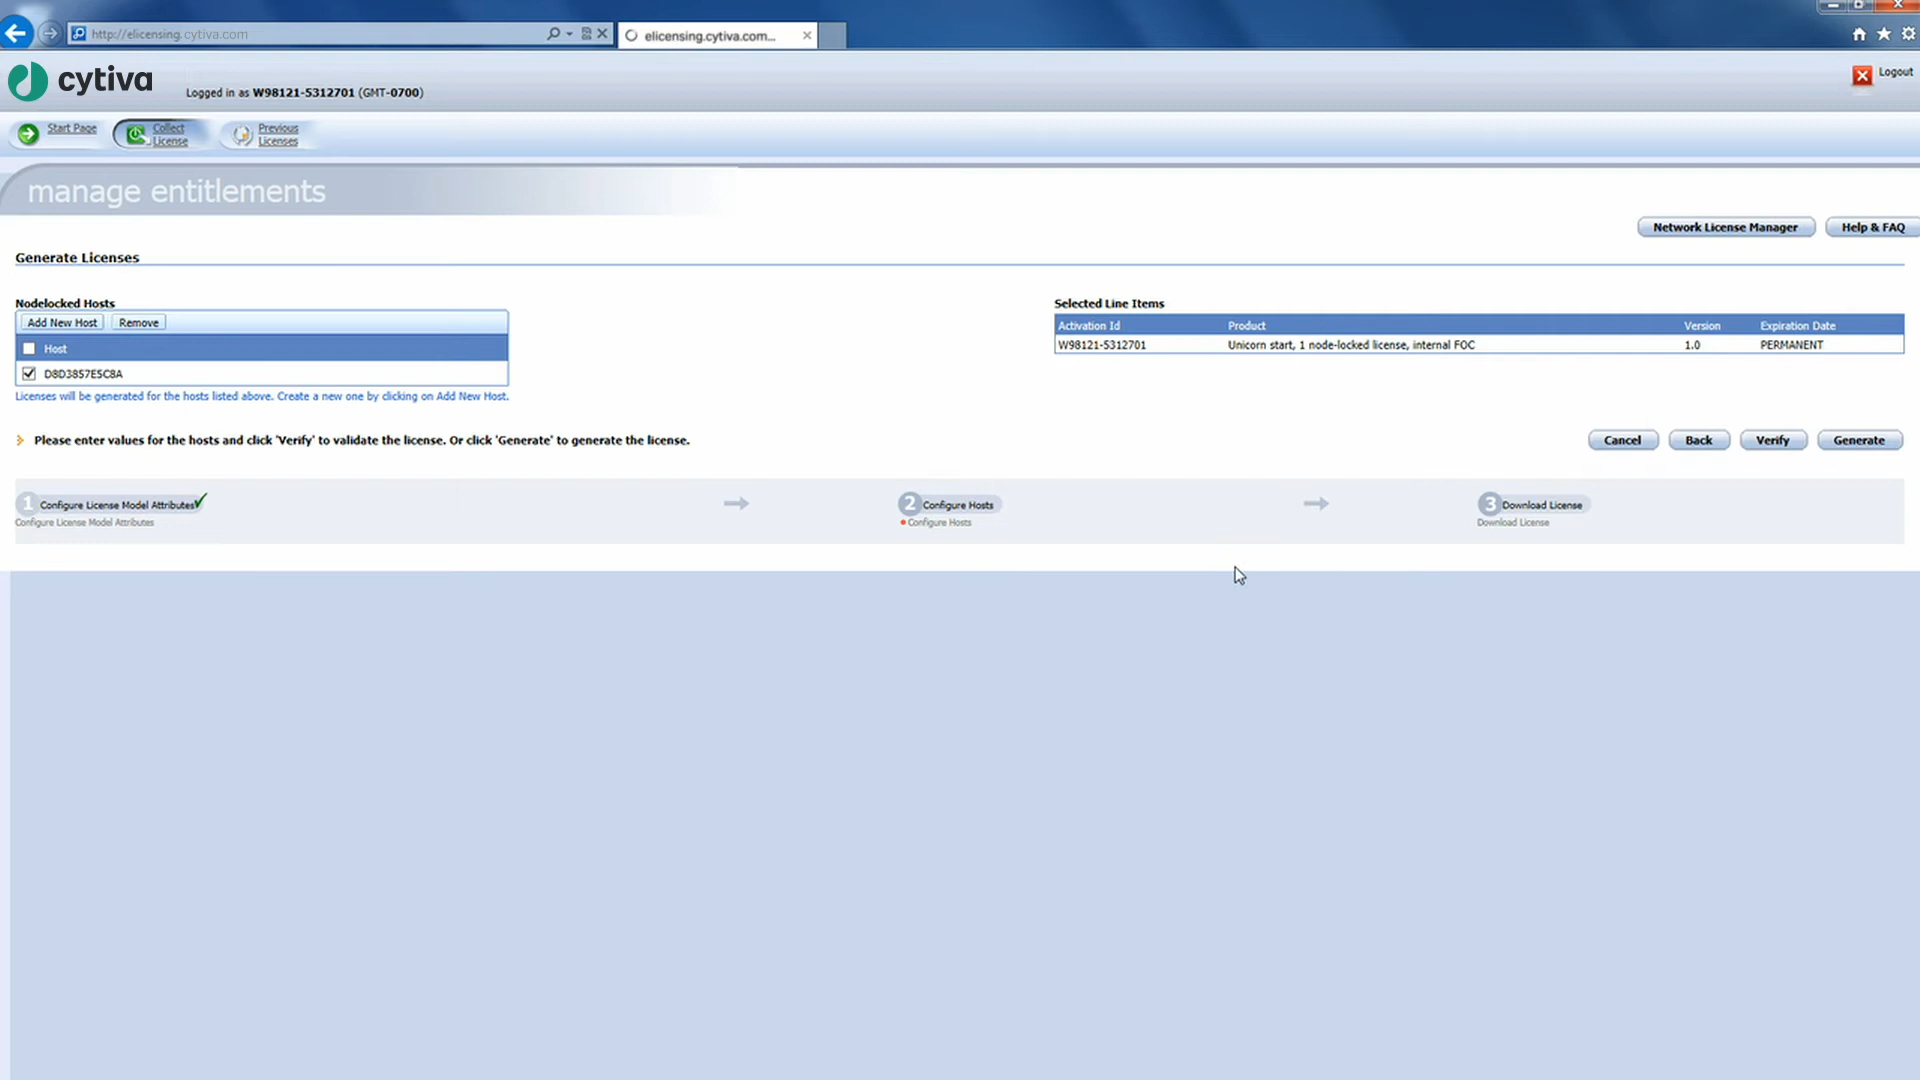 http://elicensing.cytiva.com
elicensing.cytiva.com...
cytiva
Logged in as W98121-5312701 (GMT-0700)
Logout
Start Page
Collect License
Previous Licenses
manage entitlements
Network License Manager
Help & FAQ
Generate Licenses
Nodelocked Hosts
Add New Host
Remove
Host
D8D3857E5C8A
Licenses will be generated for the hosts listed above. Create a new one by clicking on Add New Host.
Selected Line Items
Activation Id Product Version Expiration Date
W98121-5312701 Unicorn start, 1 node-locked license, internal FOC 1.0 PERMANENT
Please enter values for the hosts and click 'Verify' to validate the license. Or click 'Generate' to generate the license.
Cancel
Back
Verify
Generate
1 Configure License Model Attributes
Configure License Model Attributes
2 Configure Hosts
Configure Hosts
3 Download License
Download License